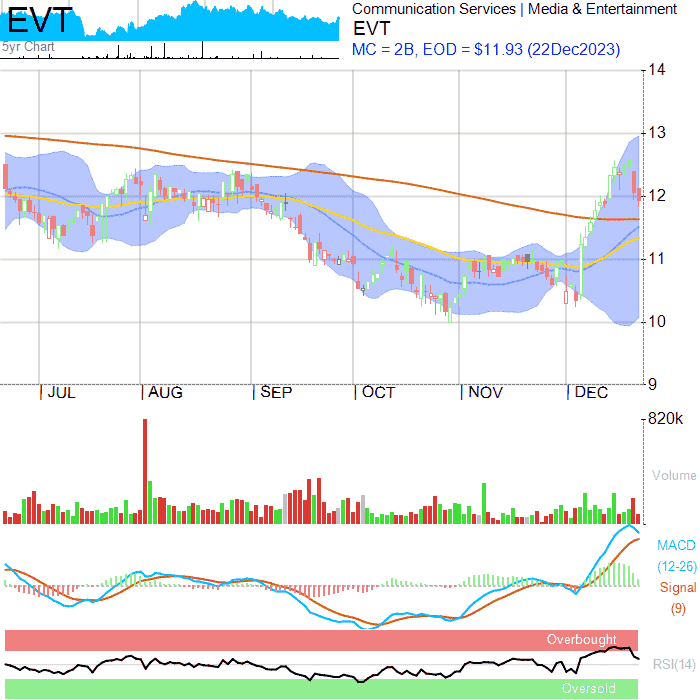 EVT
5yr Chart
Communication Services | Media & Entertainment
EVT
MC = 2B, EOD = $11.93 (22Dec2023)
14
13
12
11
10
9
JUL AUG SEP OCT NOV DEC
820k
Volume
MACD
(12-26)
Signal
(9)
Overbought
RSI(14)
Oversold